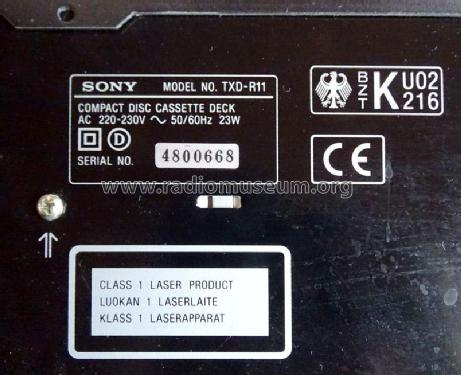 SONY MODEL NO. TXD-R11
COMPACT DISC CASSETTE DECK
AC 220-230V ~ 50/60Hz 23W
D
SERIAL NO. 4800668
BZT K U02 216
CE
www.radiomuseum.org
CLASS 1 LASER PRODUCT
LUOKAN 1 LASERLAITE
KLASS 1 LASERAPPARAT